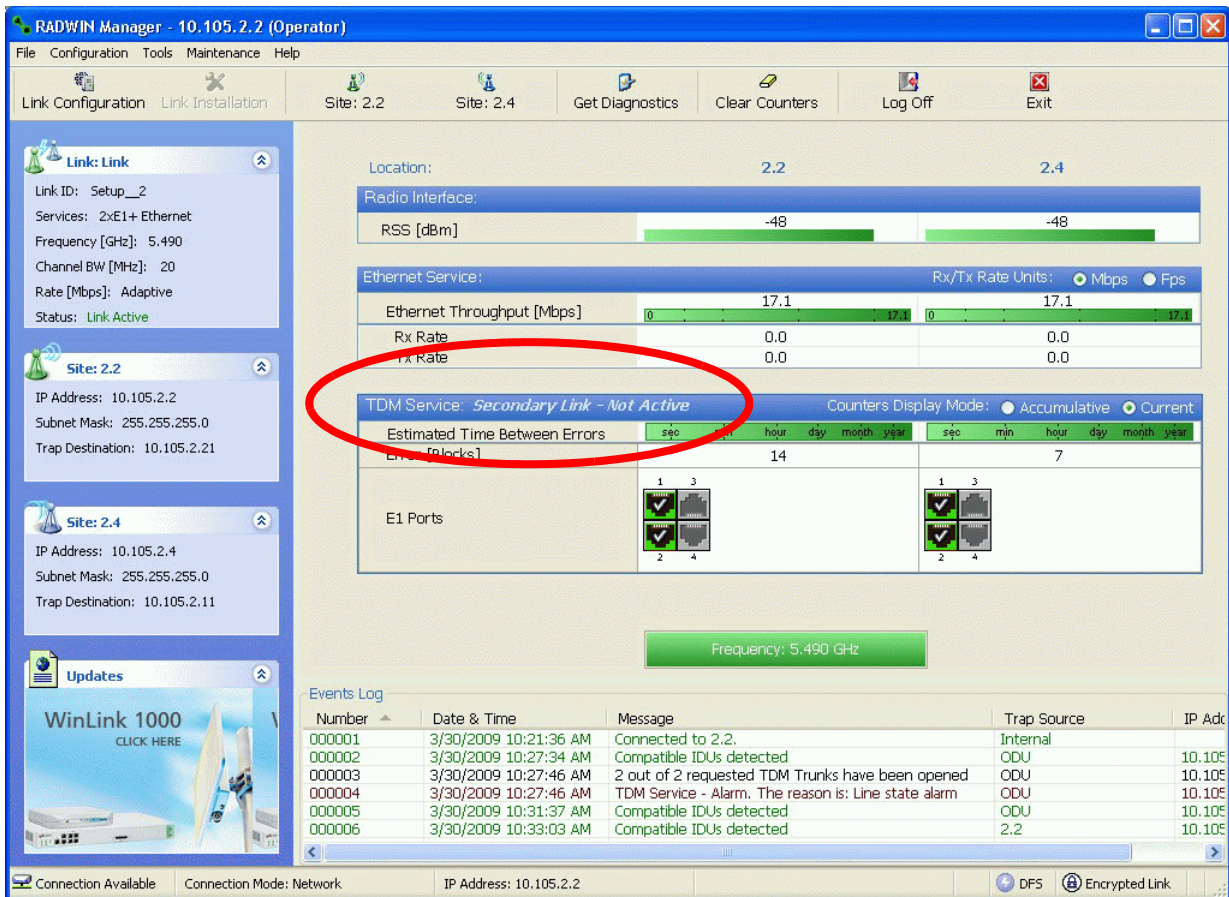 RADWIN Manager - 10.105.2.2 (Operator)
File Configuration Tools Maintenance Help
Link Configuration Link Installation Site: 2.2 Site: 2.4 Get Diagnostics Clear Counters Log Off Exit
Link: Link
Link ID: Setup__2
Services: 2xE1+ Ethernet
Frequency [GHz]: 5.490
Channel BW [MHz]: 20
Rate [Mbps]: Adaptive
Status: Link Active
Site: 2.2
IP Address: 10.105.2.2
Subnet Mask: 255.255.255.0
Trap Destination: 10.105.2.21
Site: 2.4
IP Address: 10.105.2.4
Subnet Mask: 255.255.255.0
Trap Destination: 10.105.2.11
Updates
WinLink 1000
CLICK HERE
Location: 2.2 2.4
Radio Interface:
RSS [dBm] -48 -48
Ethernet Service: Rx/Tx Rate Units: Mbps Fps
Ethernet Throughput [Mbps] 17.1 17.1
0 17.1 0 17.1
Rx Rate 0.0 0.0
Tx Rate 0.0 0.0
TDM Service: Secondary Link - Not Active Counters Display Mode: Accumulative Current
Estimated Time Between Errors sec min hour day month year sec min hour day month year
Error [Blocks] 14 7
1 3 1 3
E1 Ports
2 4 2 4
Frequency: 5.490 GHz
Events Log
Number Date & Time Message Trap Source IP Add
000001 3/30/2009 10:21:36 AM Connected to 2.2. Internal
000002 3/30/2009 10:27:34 AM Compatible IDUs detected ODU 10.105
000003 3/30/2009 10:27:46 AM 2 out of 2 requested TDM Trunks have been opened ODU 10.105
000004 3/30/2009 10:27:46 AM TDM Service - Alarm. The reason is: Line state alarm ODU 10.105
000005 3/30/2009 10:31:37 AM Compatible IDUs detected ODU 10.105
000006 3/30/2009 10:33:03 AM Compatible IDUs detected 2.2 10.105
Connection Available Connection Mode: Network IP Address: 10.105.2.2 DFS Encrypted Link